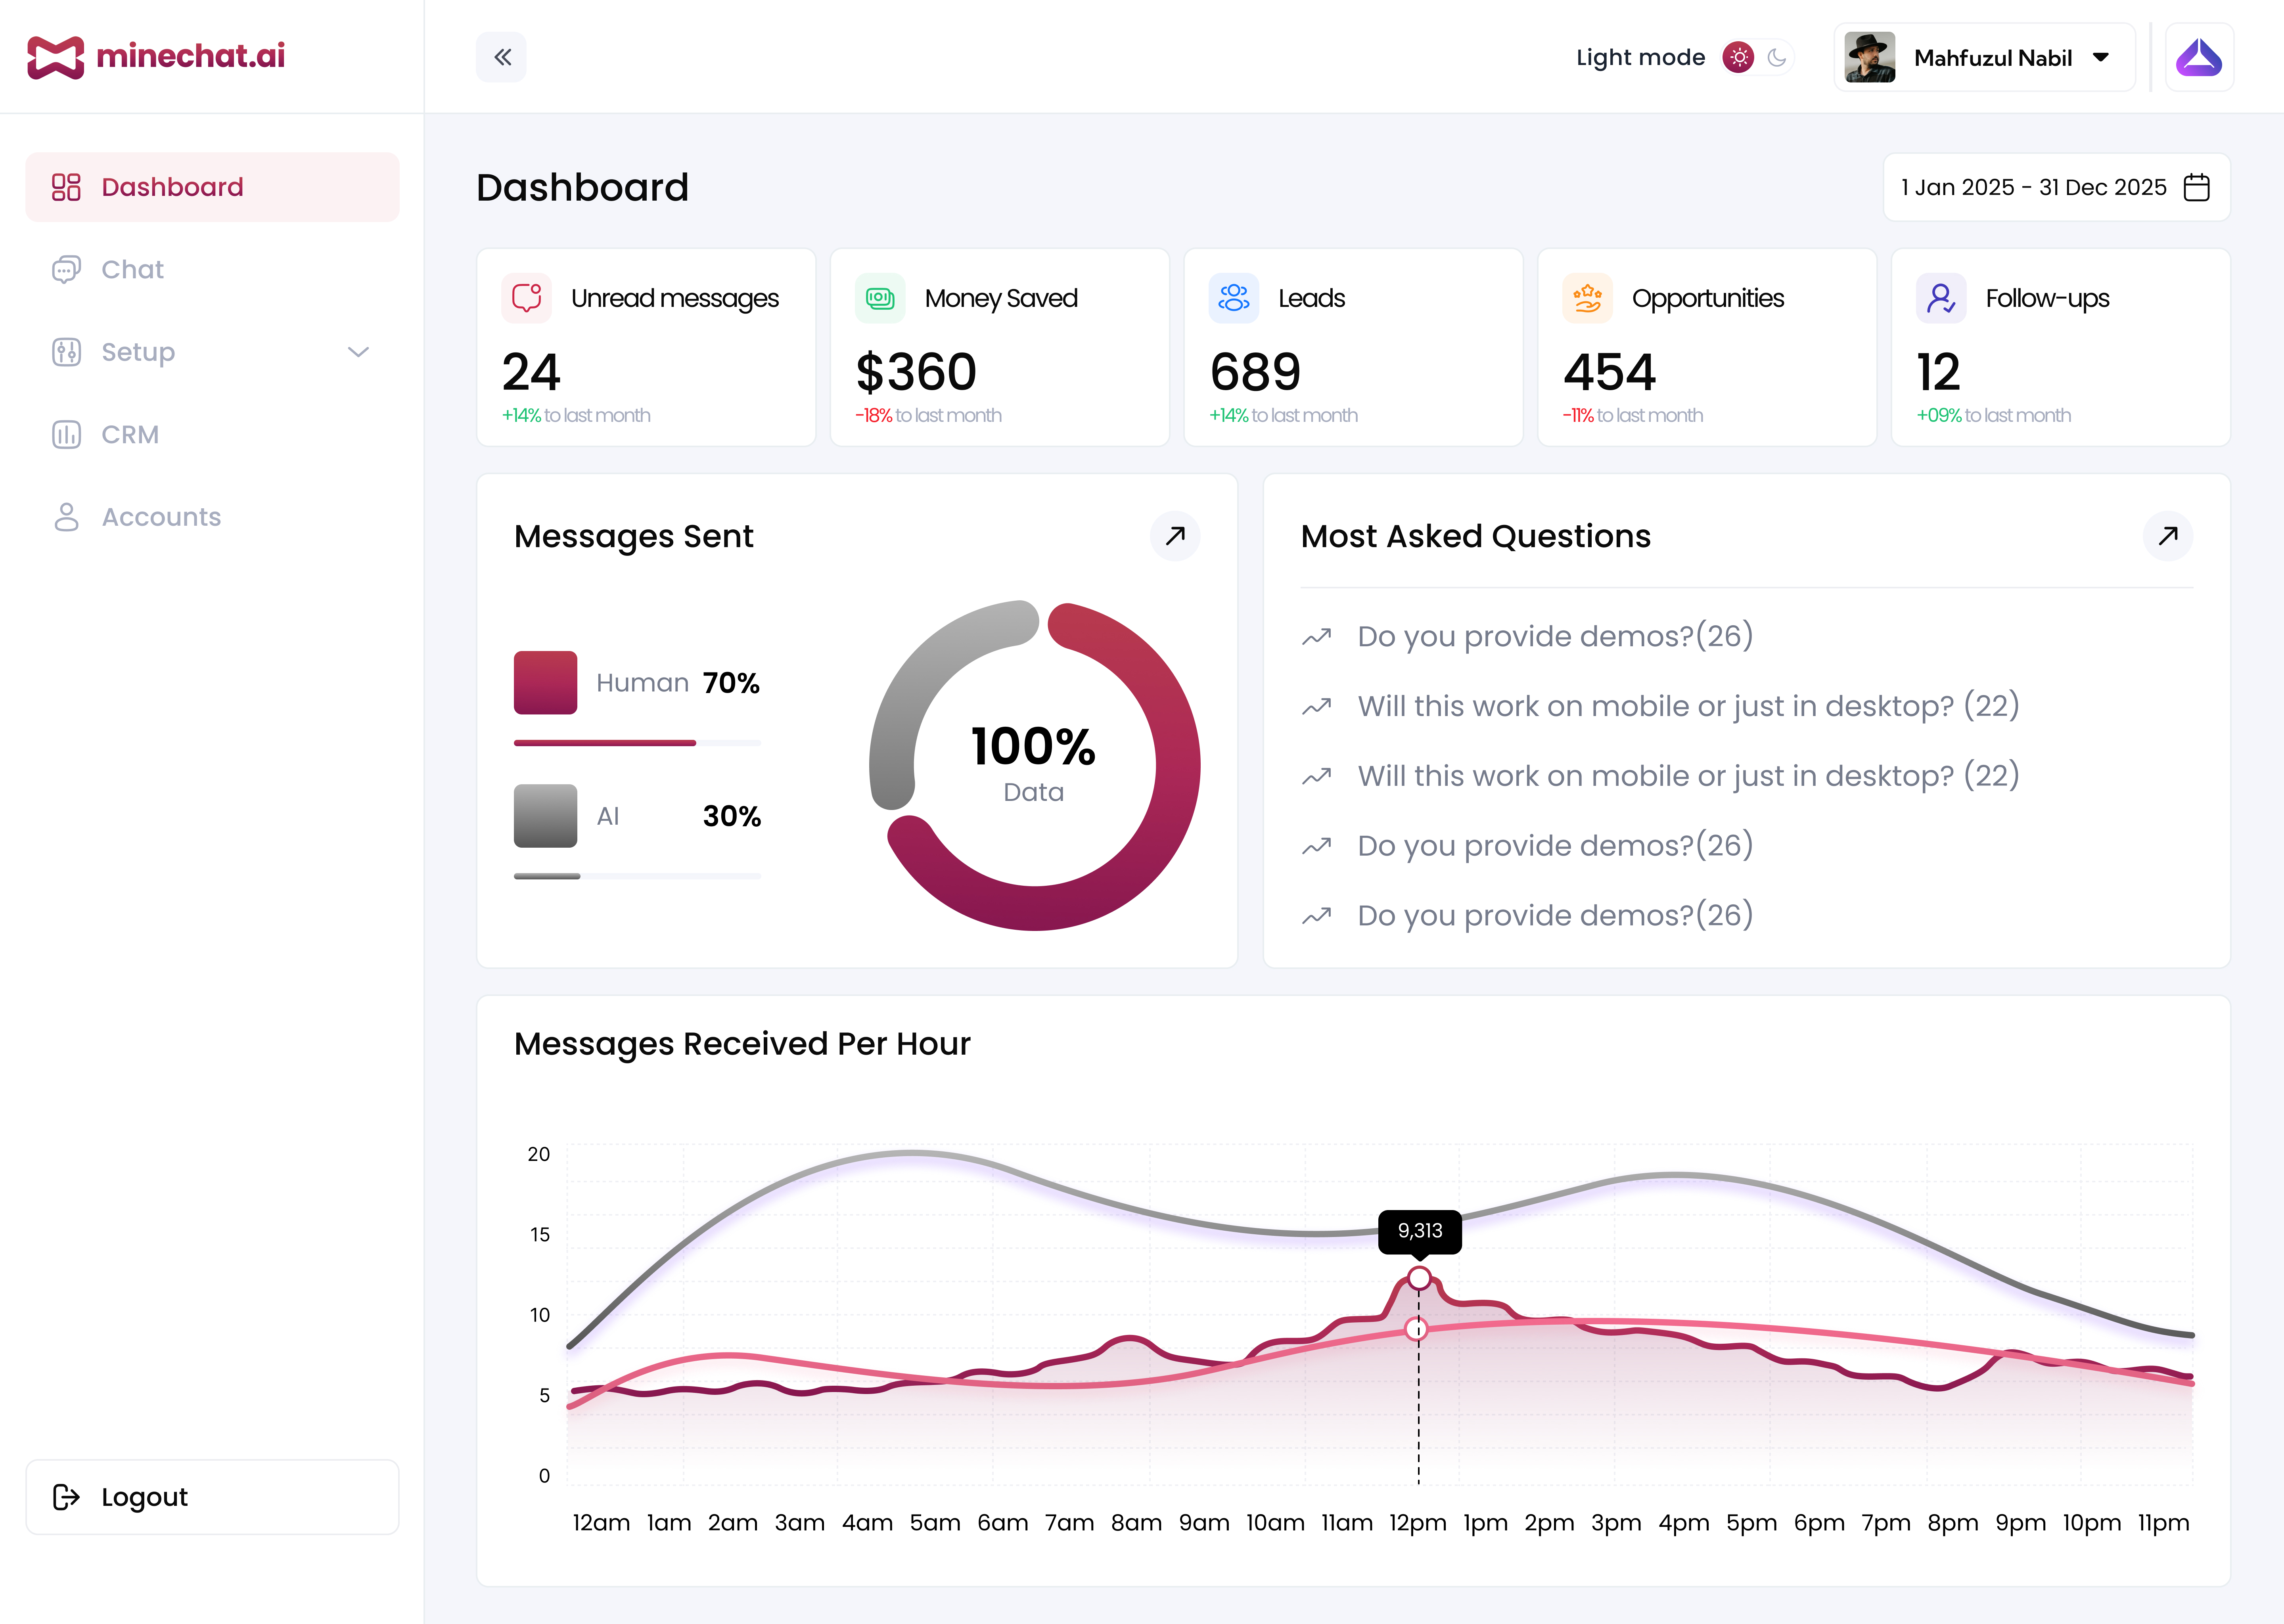 minechat.ai
Light mode
Mahfuzul Nabil
Dashboard
Chat
Setup
CRM
Accounts
Logout
Dashboard
1 Jan 2025 - 31 Dec 2025
Unread messages
24
+14% to last month
Money Saved
$360
-18% to last month
Leads
689
+14% to last month
Opportunities
454
-11% to last month
Follow-ups
12
+09% to last month
Messages Sent
Human 70%
AI 30%
100%
Data
Most Asked Questions
Do you provide demos?(26)
Will this work on mobile or just in desktop? (22)
Will this work on mobile or just in desktop? (22)
Do you provide demos?(26)
Do you provide demos?(26)
Messages Received Per Hour
20
15
10
5
0
9,313
12am 1am 2am 3am 4am 5am 6am 7am 8am 9am 10am 11am 12pm 1pm 2pm 3pm 4pm 5pm 6pm 7pm 8pm 9pm 10pm 11pm